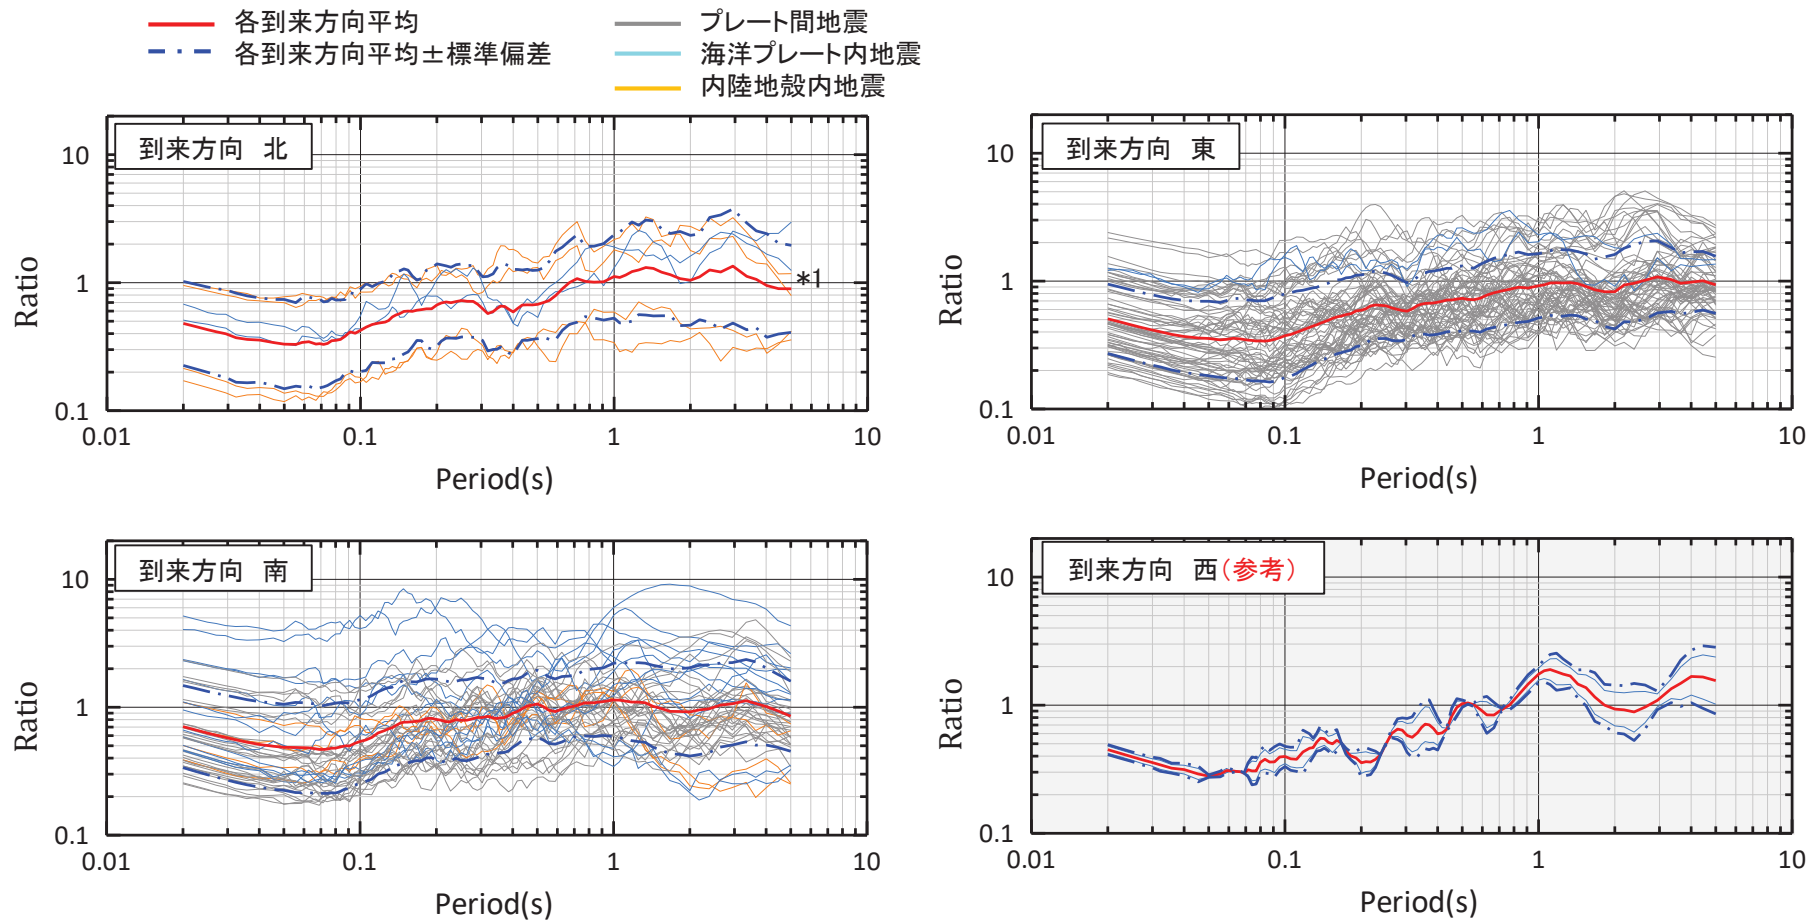 各到来方向平均
各到来方向平均±標準偏差
プレート間地震
海洋プレート内地震
内陸地殻内地震
到来方向 北
10
1
0.1
Ratio
*1
0.01 0.1 1 10
Period(s)
到来方向 東
10
1
0.1
Ratio
0.01 0.1 1 10
Period(s)
到来方向 南
10
1
0.1
Ratio
0.01 0.1 1 10
Period(s)
到来方向 西(参考)
10
1
0.1
Ratio
0.01 0.1 1 10
Period(s)